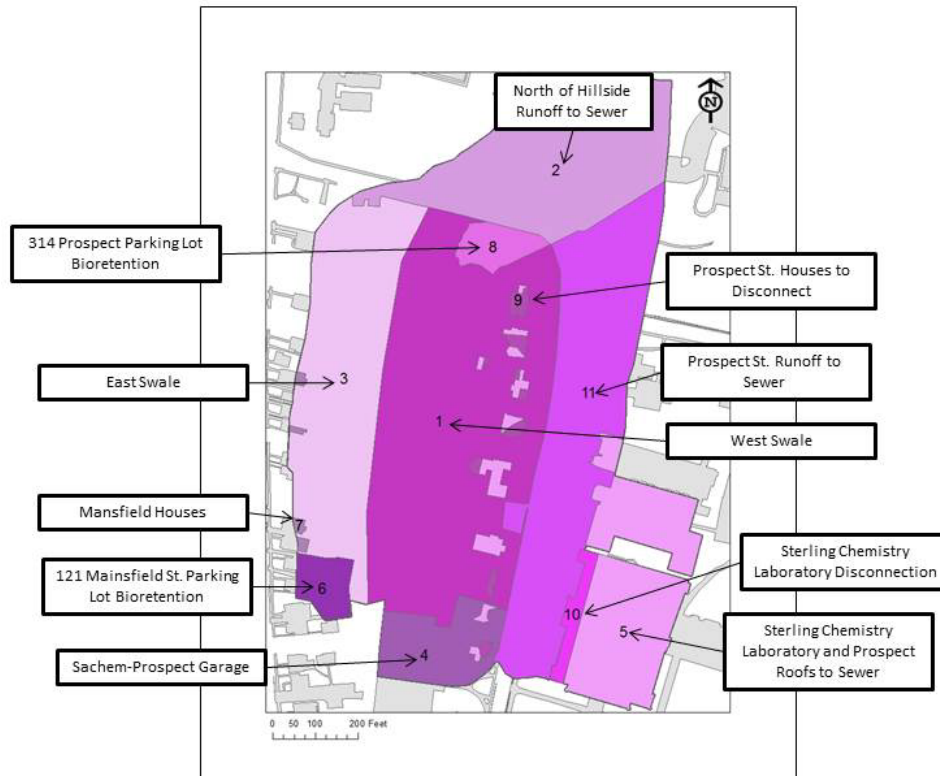 North of Hillside
Runoff to Sewer
N
2
314 Prospect Parking Lot
Bioretention
8
Prospect St. Houses to
Disconnect
9
East Swale
3
Prospect St. Runoff to
Sewer
11
1
West Swale
Mansfield Houses
7
121 Mainsfield St. Parking
Lot Bioretention
6
Sterling Chemistry
Laboratory Disconnection
10
5
Sterling Chemistry
Laboratory and Prospect
Roofs to Sewer
Sachem-Prospect Garage
4
0 50 100 200 Feet